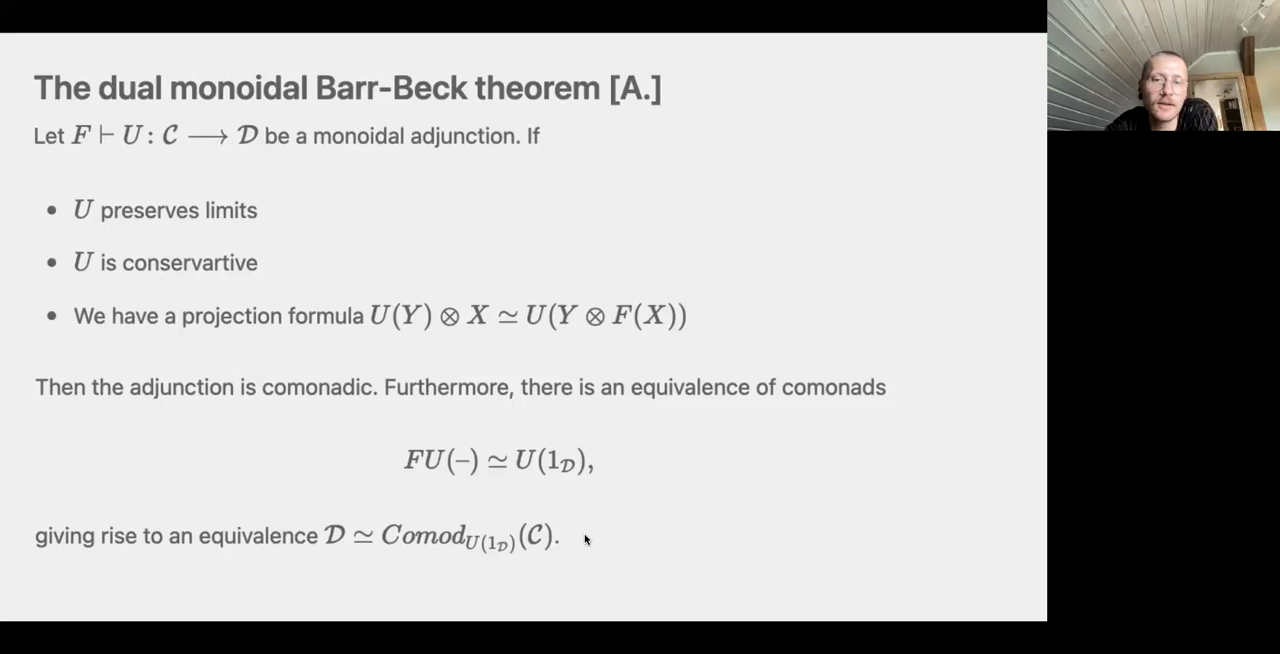 The dual monoidal Barr-Beck theorem [A.]
Let F ⊢ U : 𝒞 ⟶ 𝒟 be a monoidal adjunction. If
• U preserves limits
• U is conservartive
• We have a projection formula U(Y) ⊗ X ≃ U(Y ⊗ F(X))
Then the adjunction is comonadic. Furthermore, there is an equivalence of comonads
FU(–) ≃ U(1_𝒟),
giving rise to an equivalence 𝒟 ≃ Comod_{U(1_𝒟)}(𝒞).